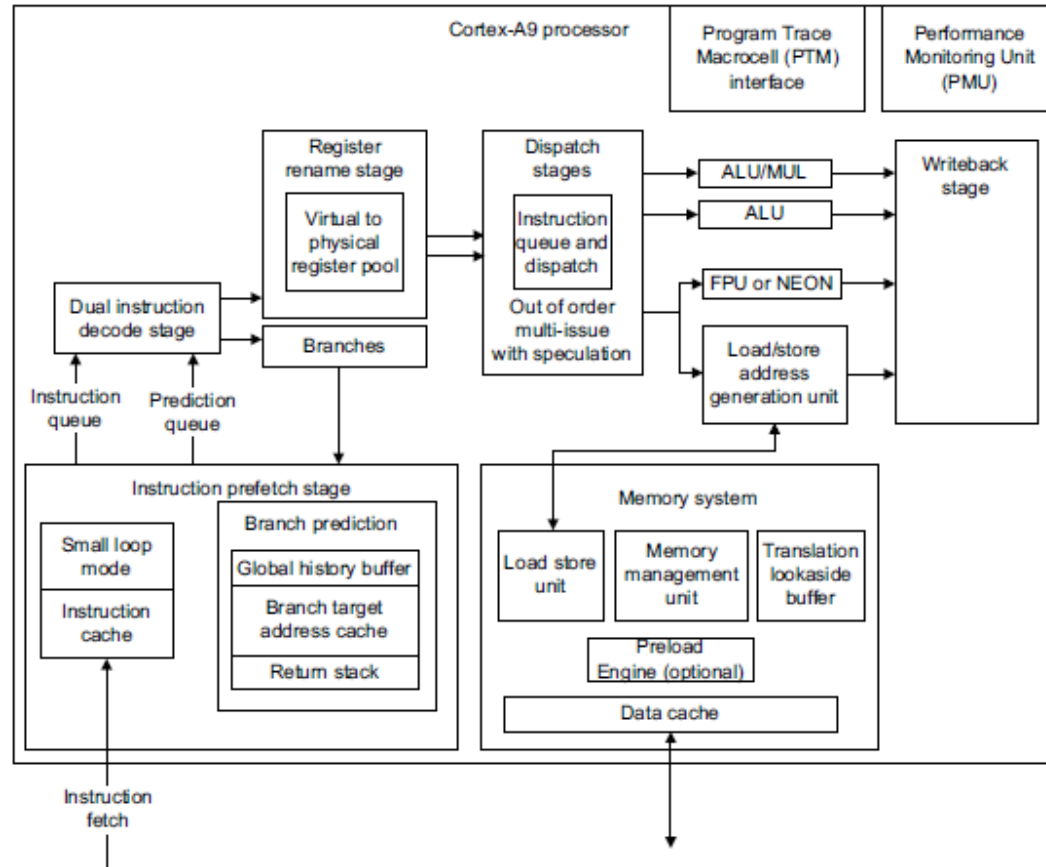 Cortex-A9 processor
Program Trace
Macrocell (PTM)
interface
Performance
Monitoring Unit
(PMU)
Register
rename stage
Virtual to
physical
register pool
Dispatch
stages
Instruction
queue and
dispatch
Out of order
multi-issue
with speculation
ALU/MUL
ALU
FPU or NEON
Load/store
address
generation unit
Writeback
stage
Dual instruction
decode stage
Branches
Instruction
queue
Prediction
queue
Instruction prefetch stage
Small loop
mode
Instruction
cache
Branch prediction
Global history buffer
Branch target
address cache
Return stack
Memory system
Load store
unit
Memory
management
unit
Translation
lookaside
buffer
Preload
Engine (optional)
Data cache
Instruction
fetch